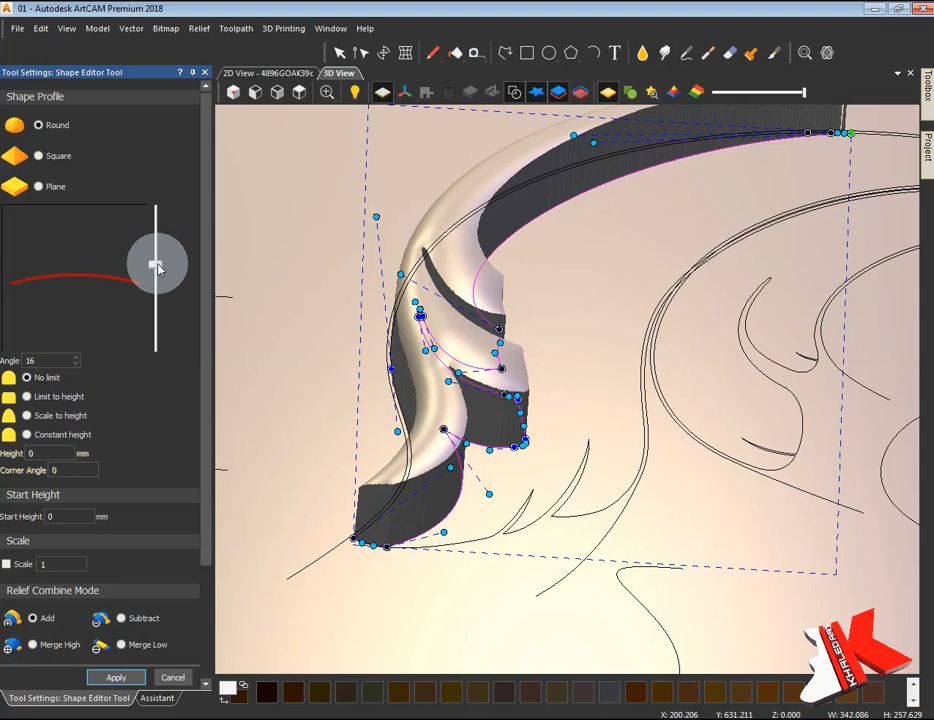 01 - Autodesk ArtCAM Premium 2018
File Edit View Model Vector Bitmap Relief Toolpath 3D Printing Window Help
Tool Settings: Shape Editor Tool
2D View - 4896GOAK39c 3D View
Shape Profile
Round
Square
Plane
Angle 16
No limit
Limit to height
Scale to height
Constant height
Height 0 mm
Corner Angle 0
Start Height
Start Height 0 mm
Scale
Scale 1
Relief Combine Mode
Add Subtract
Merge High Merge Low
Apply Cancel
Tool Settings: Shape Editor Tool Assistant
Toolbox
Project
KHALEDART
X: 200.206 Y: 631.211 Z: 0.000 W: 342.086 H: 257.629